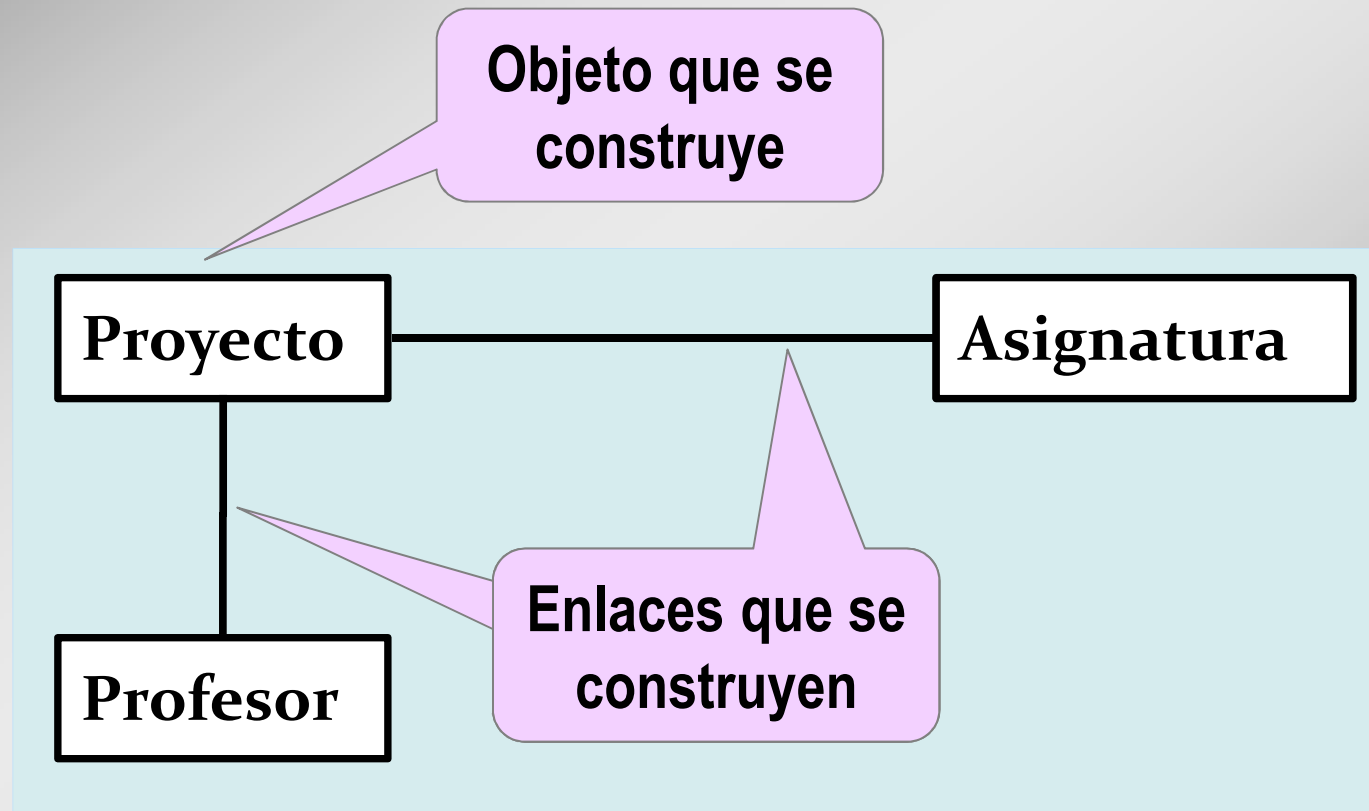 Objeto que se
construye
Proyecto
Asignatura
Enlaces que se
construyen
Profesor